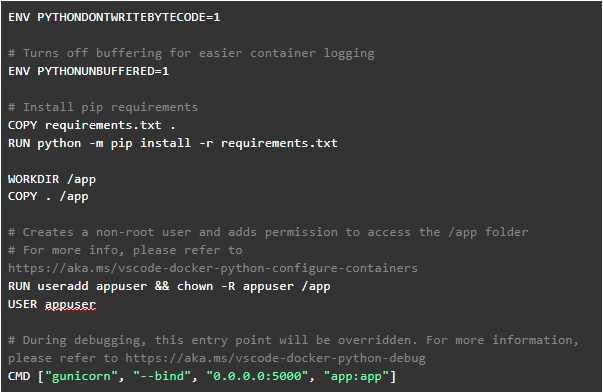 ENV PYTHONDONTWRITEBYTECODE=1
# Turns off buffering for easier container logging
ENV PYTHONUNBUFFERED=1
# Install pip requirements
COPY requirements.txt .
RUN python -m pip install -r requirements.txt
WORKDIR /app
COPY . /app
# Creates a non-root user and adds permission to access the /app folder
# For more info, please refer to
https://aka.ms/vscode-docker-python-configure-containers
RUN useradd appuser && chown -R appuser /app
USER appuser
# During debugging, this entry point will be overridden. For more information,
please refer to https://aka.ms/vscode-docker-python-debug
CMD ["gunicorn", "--bind", "0.0.0.0:5000", "app:app"]